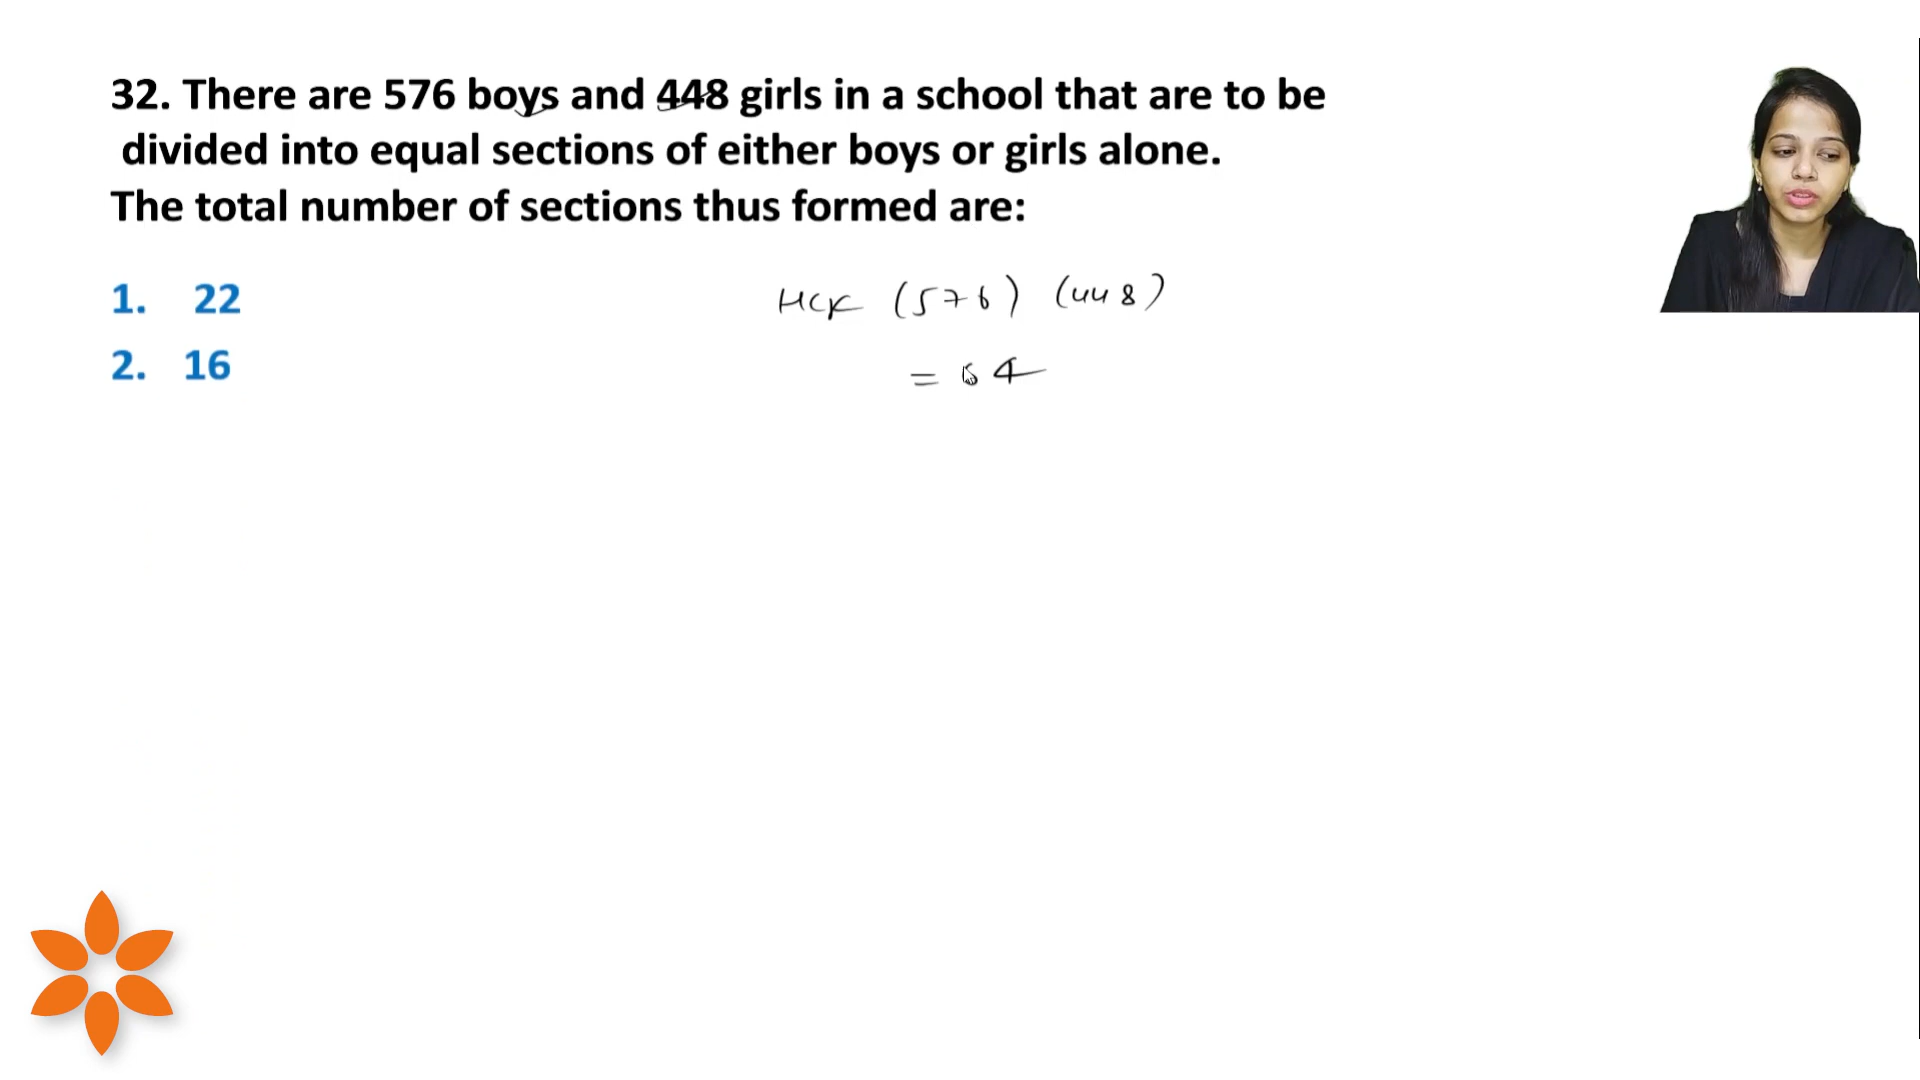 32. There are 576 boys and 448 girls in a school that are to be
divided into equal sections of either boys or girls alone.
The total number of sections thus formed are:
1. 22
2. 16
HCF (576) (448)
= 64